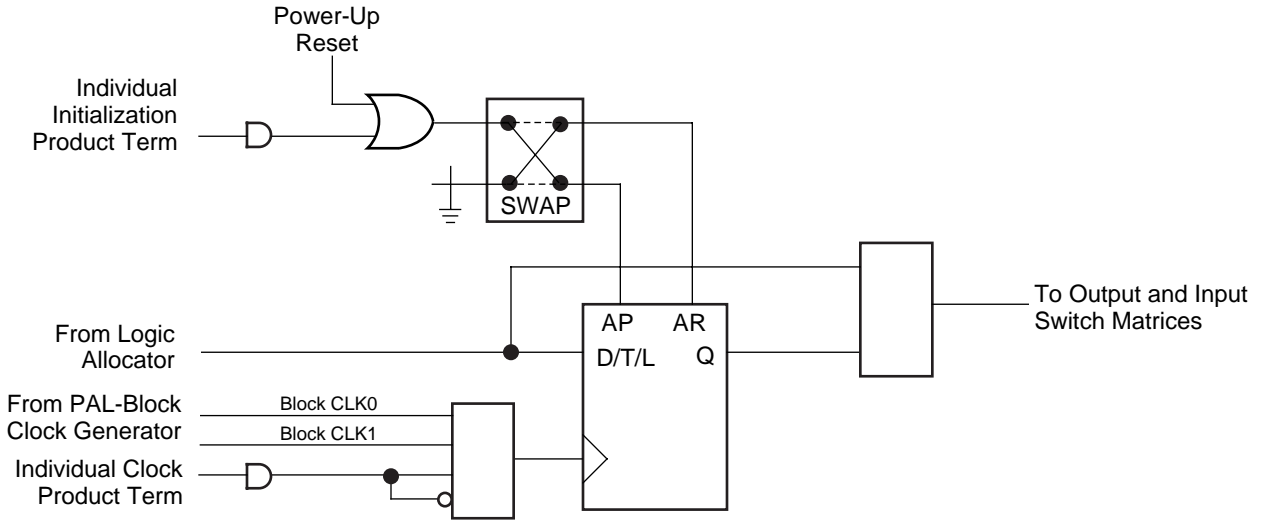 Power-Up
Reset
Individual
Initialization
Product Term
SWAP
To Output and Input
Switch Matrices
AP AR
From Logic
Allocator
D/T/L Q
From PAL-Block
Clock Generator
Block CLK0
Block CLK1
Individual Clock
Product Term